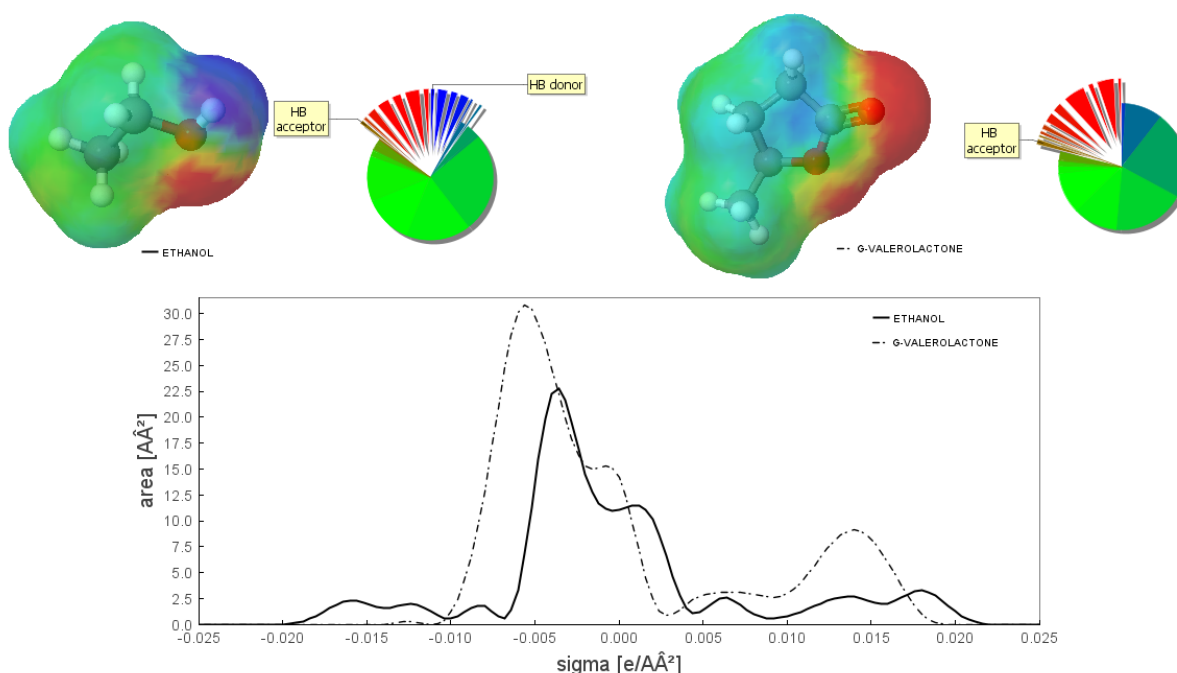 HB
acceptor
HB donor
ETHANOL
HB
acceptor
G-VALEROLACTONE
area [AÂ²]
30.0
27.5
25.0
22.5
20.0
17.5
15.0
12.5
10.0
7.5
5.0
2.5
0.0
ETHANOL
G-VALEROLACTONE
-0.025
-0.020
-0.015
-0.010
-0.005
0.000
0.005
0.010
0.015
0.020
0.025
sigma [e/AÂ²]